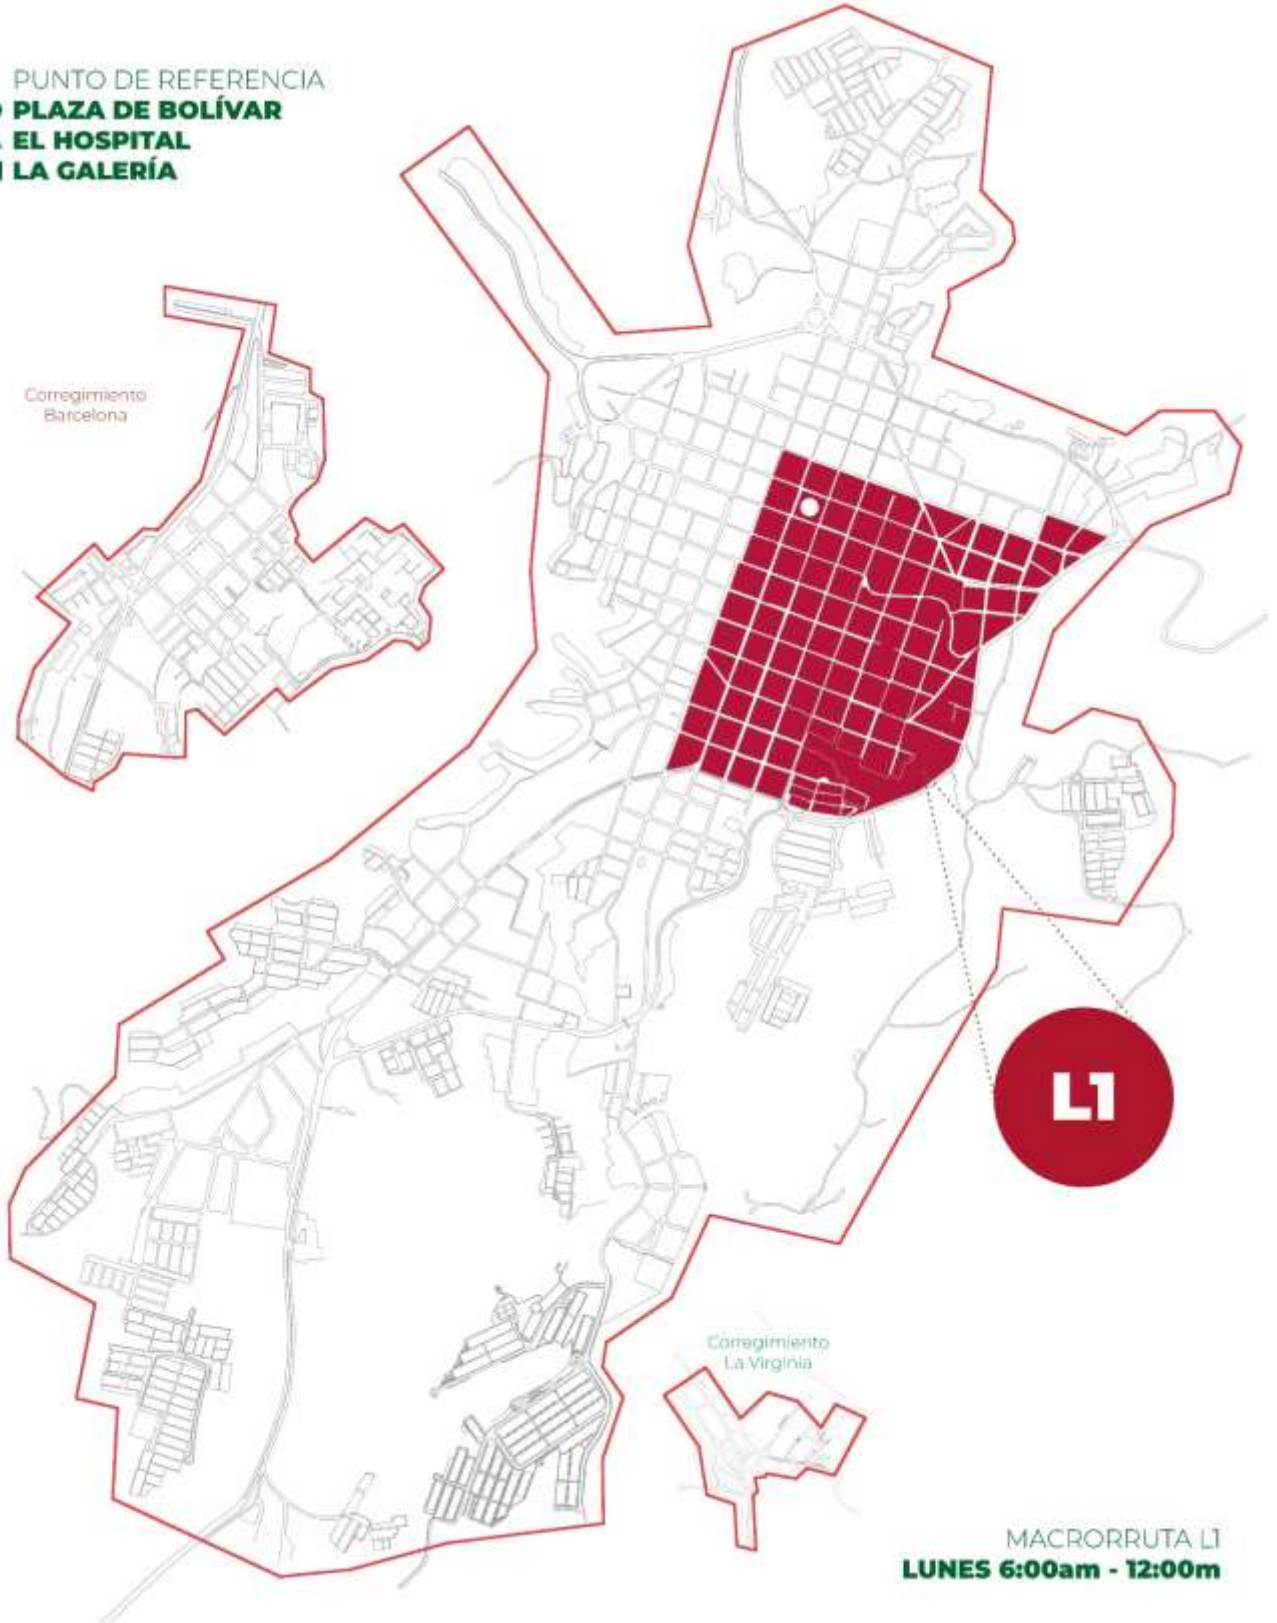 PUNTO DE REFERENCIA
PLAZA DE BOLÍVAR
EL HOSPITAL
LA GALERÍA
Corregimiento
Barcelona
L1
Corregimiento
La Virginia
MACRORRUTA L1
LUNES 6:00am - 12:00m